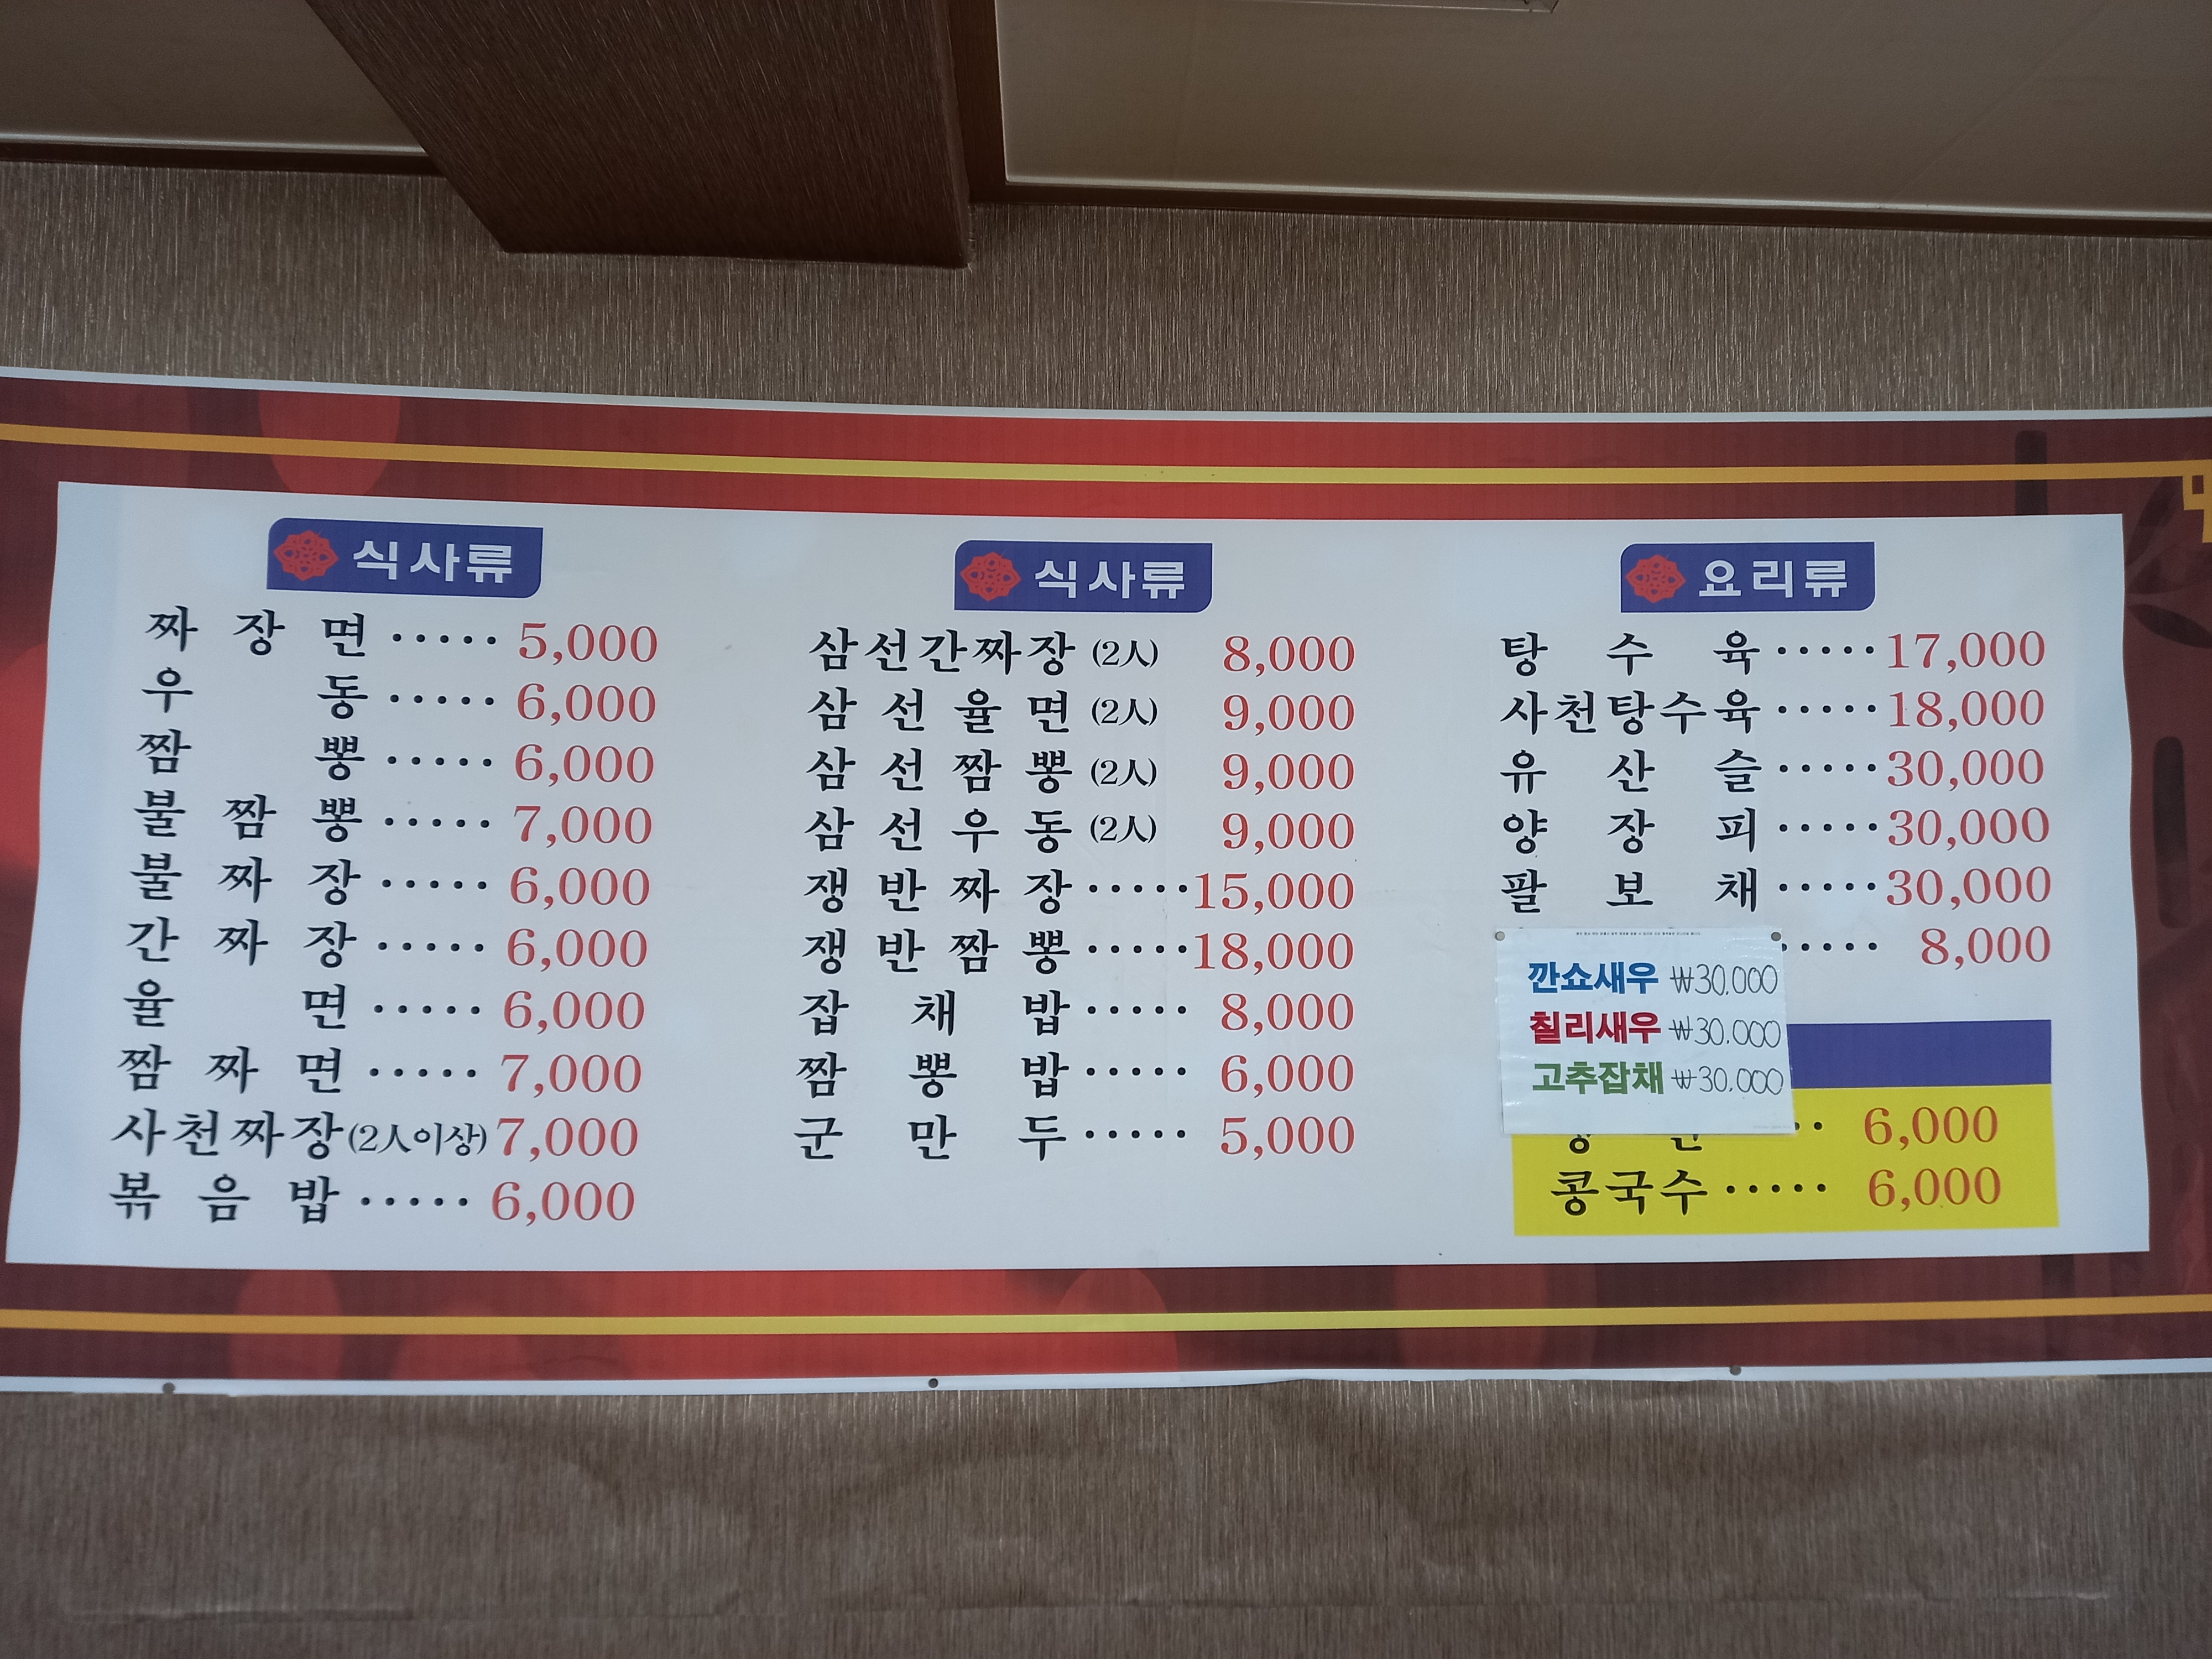 식사류
짜장면 ····· 5,000
우동 ····· 6,000
짬뽕 ····· 6,000
불짬뽕 ····· 7,000
불짜장 ····· 6,000
간짜장 ····· 6,000
율면 ····· 6,000
짬짜면 ····· 7,000
사천짜장(2人이상) 7,000
볶음밥 ····· 6,000
식사류
삼선간짜장 (2人) 8,000
삼선율면 (2人) 9,000
삼선짬뽕 (2人) 9,000
삼선우동 (2人) 9,000
쟁반짜장 ····· 15,000
쟁반짬뽕 ····· 18,000
잡채밥 ····· 8,000
짬뽕밥 ····· 6,000
군만두 ····· 5,000
요리류
탕수육 ····· 17,000
사천탕수육 ····· 18,000
유산슬 ····· 30,000
양장피 ····· 30,000
팔보채 ····· 30,000
····· 8,000
깐쇼새우 ₩30.000
칠리새우 ₩30.000
고추잡채 ₩30.000
·· 6,000
콩국수 ····· 6,000